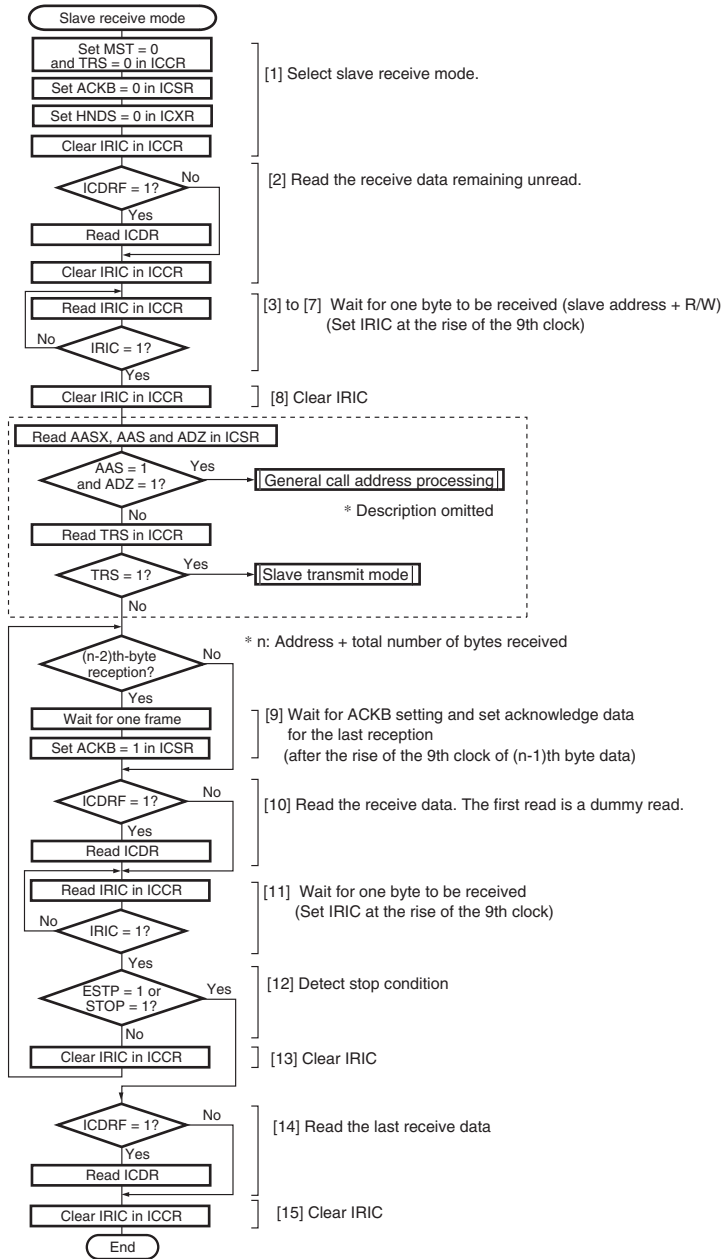 Slave receive mode
Set MST = 0
and TRS = 0 in ICCR
[1] Select slave receive mode.
Set ACKB = 0 in ICSR
Set HNDS = 0 in ICXR
Clear IRIC in ICCR
ICDRF = 1?
No
[2] Read the receive data remaining unread.
Yes
Read ICDR
Clear IRIC in ICCR
Read IRIC in ICCR
[3] to [7] Wait for one byte to be received (slave address + R/W)
(Set IRIC at the rise of the 9th clock)
No
IRIC = 1?
Yes
Clear IRIC in ICCR
[8] Clear IRIC
Read AASX, AAS and ADZ in ICSR
AAS = 1
and ADZ = 1?
Yes
General call address processing
No
* Description omitted
Read TRS in ICCR
TRS = 1?
Yes
Slave transmit mode
No
* n: Address + total number of bytes received
(n-2)th-byte
reception?
No
Yes
Wait for one frame
[9] Wait for ACKB setting and set acknowledge data
for the last reception
(after the rise of the 9th clock of (n-1)th byte data)
Set ACKB = 1 in ICSR
ICDRF = 1?
No
[10] Read the receive data. The first read is a dummy read.
Yes
Read ICDR
Read IRIC in ICCR
[11] Wait for one byte to be received
(Set IRIC at the rise of the 9th clock)
No
IRIC = 1?
Yes
ESTP = 1 or
STOP = 1?
Yes
[12] Detect stop condition
No
Clear IRIC in ICCR
[13] Clear IRIC
ICDRF = 1?
No
[14] Read the last receive data
Yes
Read ICDR
Clear IRIC in ICCR
[15] Clear IRIC
End